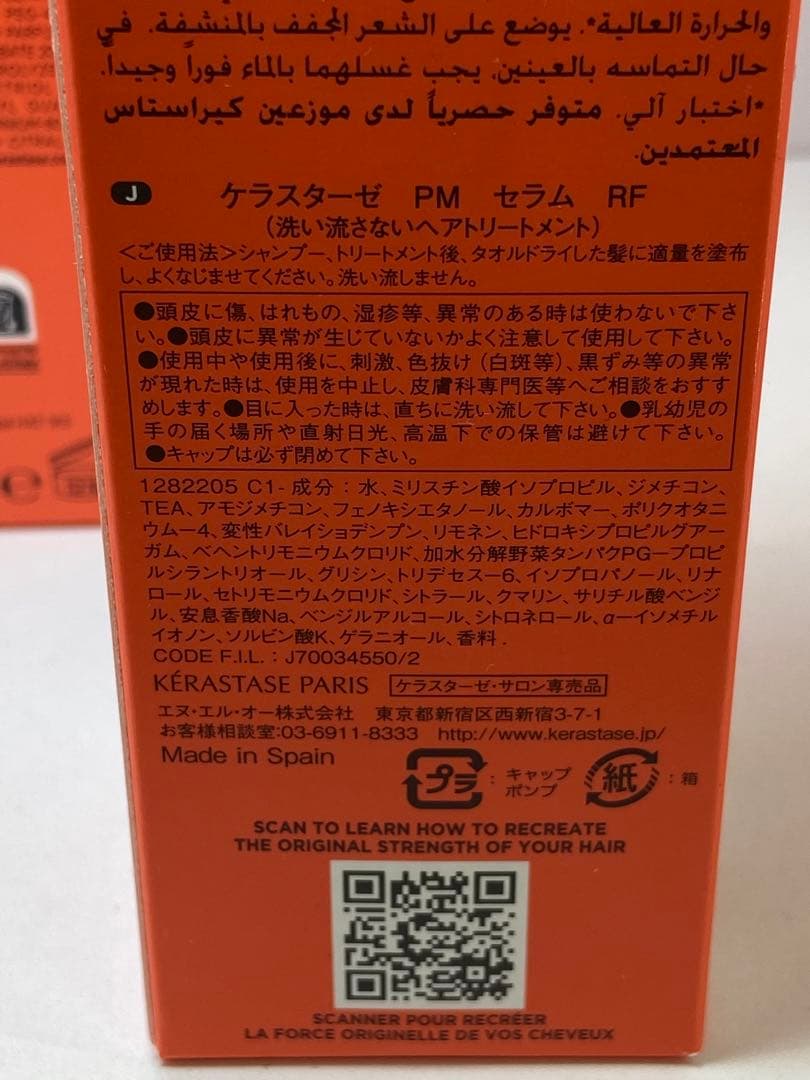 والحرارة العالية*. يوضع على الشعر المجفف بالمنشفة. في
حال التماسه بالعينين. يجب غسلهما بالماء فوراً وجيداً.
*اختبار آلي. متوفر حصرياً لدى موزعين كيراستاس
المعتمدين.
J ケラスターゼ PM セラム RF
（洗い流さないヘアトリートメント）
＜ご使用法＞シャンプー、トリートメント後、タオルドライした髪に適量を塗布
し、よくなじませてください。洗い流しません。
●頭皮に傷、はれもの、湿疹等、異常のある時は使わないで下さ
い。●頭皮に異常が生じていないかよく注意して使用して下さい。
●使用中や使用後に、刺激、色抜け（白斑等）、黒ずみ等の異常
が現れた時は、使用を中止し、皮膚科専門医等へご相談をおすす
めします。●目に入った時は、直ちに洗い流して下さい。●乳幼児の
手の届く場所や直射日光、高温下での保管は避けて下さい。
●キャップは必ず閉めて下さい。
1282205 C1- 成分：水、ミリスチン酸イソプロピル、ジメチコン、
TEA、アモジメチコン、フェノキシエタノール、カルボマー、ポリクオタニ
ウムー4、変性バレイショデンプン、リモネン、ヒドロキシプロピルグアー
ガム、ベヘントリモニウムクロリド、加水分解野菜タンパクPGープロピ
ルシラントリオール、グリシン、トリデセスー6、イソプロパノール、リナ
ロール、セトリモニウムクロリド、シトラール、クマリン、サリチル酸ベンジ
ル、安息香酸Na、ベンジルアルコール、シトロネロール、αーイソメチル
イオノン、ソルビン酸K、ゲラニオール、香料.
CODE F.I.L. : J70034550/2
KÉRASTASE PARIS ケラスターゼ・サロン専売品
エヌ・エル・オー株式会社 東京都新宿区西新宿3-7-1
お客様相談室:03-6911-8333 http://www.kerastase.jp/
Made in Spain
プラ : キャップ
ポンプ
紙 : 箱
SCAN TO LEARN HOW TO RECREATE
THE ORIGINAL STRENGTH OF YOUR HAIR
SCANNER POUR RECRÉER
LA FORCE ORIGINELLE DE VOS CHEVEUX